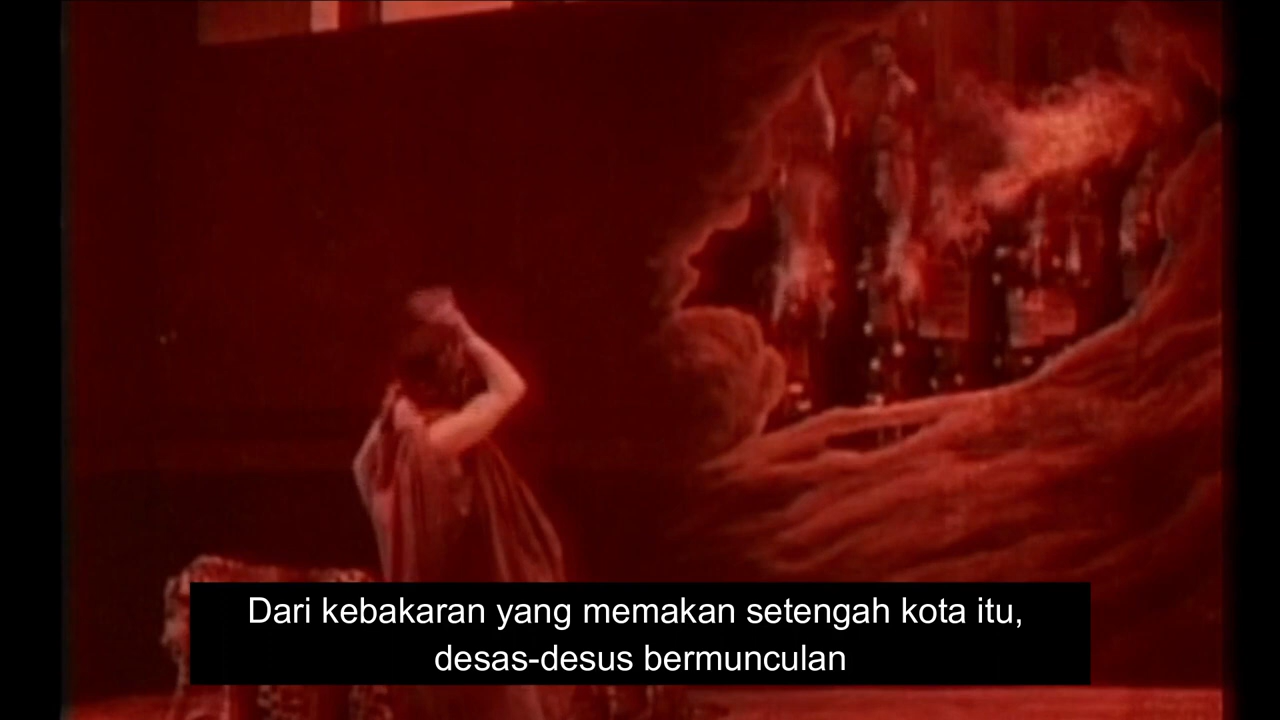 Dari kebakaran yang memakan setengah kota itu,
desas-desus bermunculan